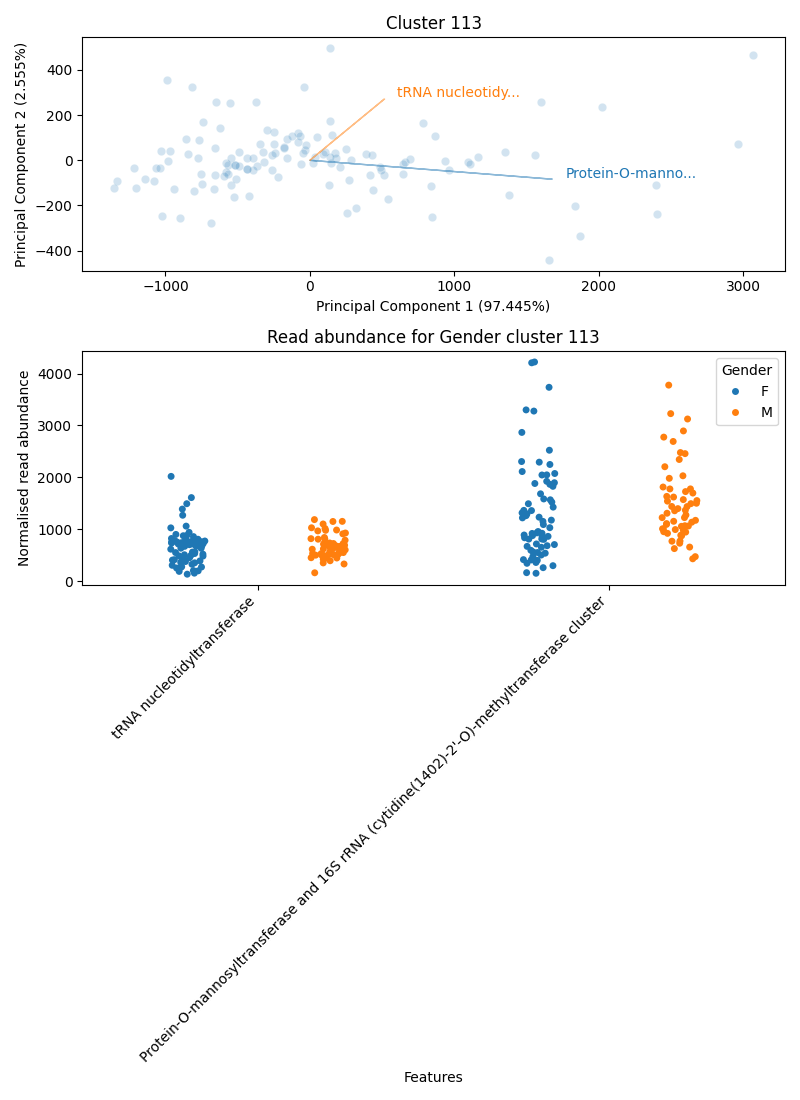 Cluster 113
400
200
0
−200
−400
Principal Component 2 (2.555%)
tRNA nucleotidy...
Protein-O-manno...
−1000
0
1000
2000
3000
Principal Component 1 (97.445%)
Read abundance for Gender cluster 113
4000
3000
2000
1000
0
Normalised read abundance
Gender
F
M
tRNA nucleotidyltransferase
Protein-O-mannosyltransferase and 16S rRNA (cytidine(1402)-2'-O)-methyltransferase cluster
Features